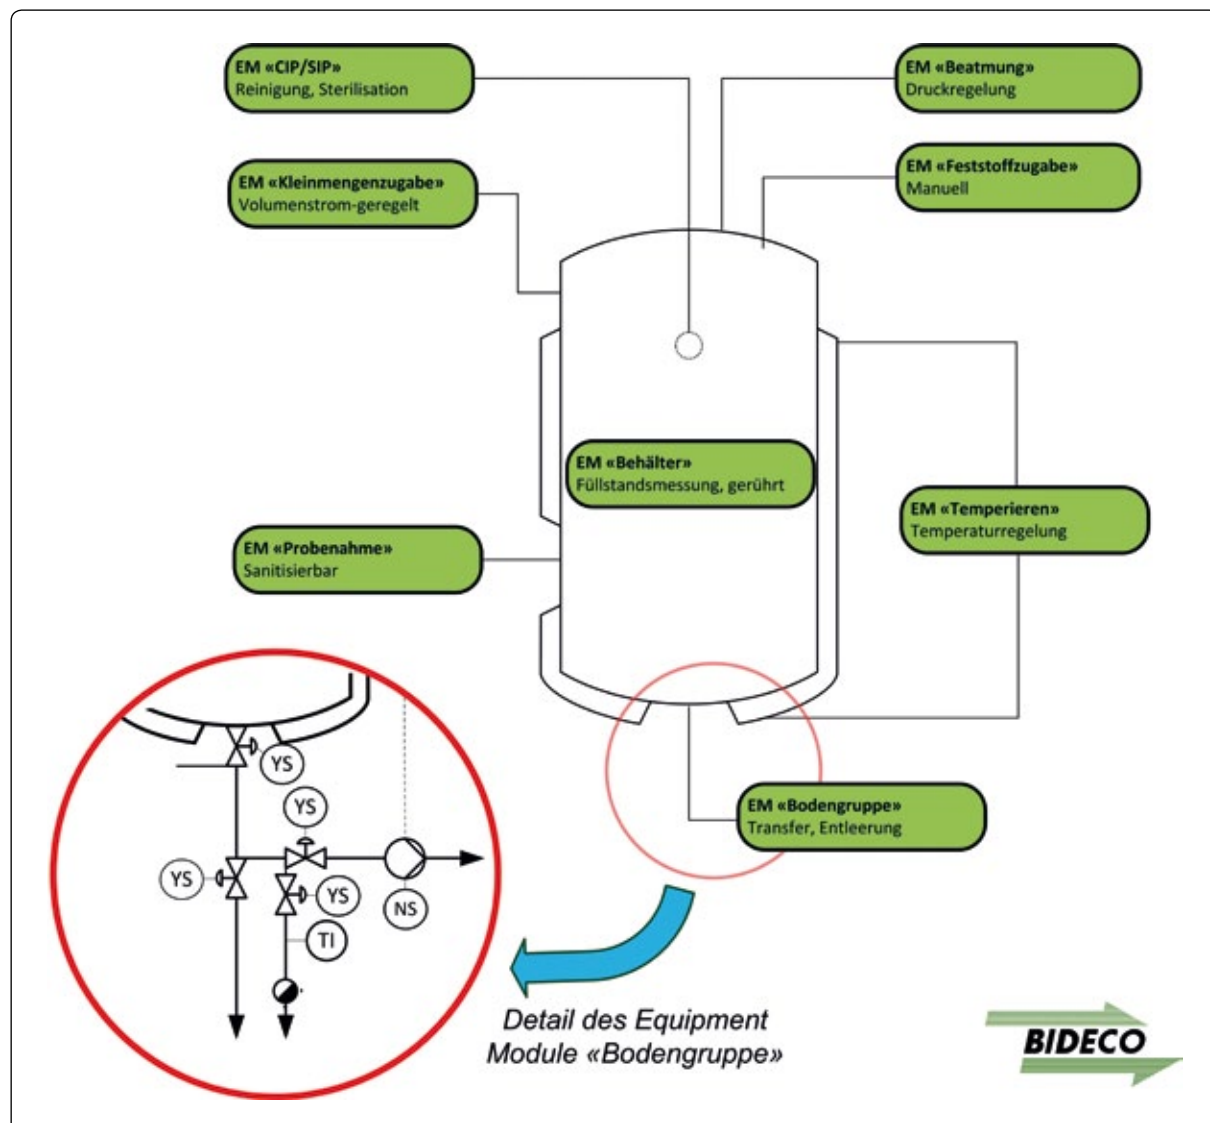 EM «CIP/SIP»
Reinigung, Sterilisation
EM «Beatmung»
Druckregelung
EM «Kleinmengenzugabe»
Volumenstrom-geregelt
EM «Feststoffzugabe»
Manuell
EM «Behälter»
Füllstandsmessung, gerührt
EM «Temperieren»
Temperaturregelung
EM «Probenahme»
Sanitisierbar
EM «Bodengruppe»
Transfer, Entleerung
YS
YS
YS
YS
NS
TI
Detail des Equipment
Module «Bodengruppe»
BIDECO